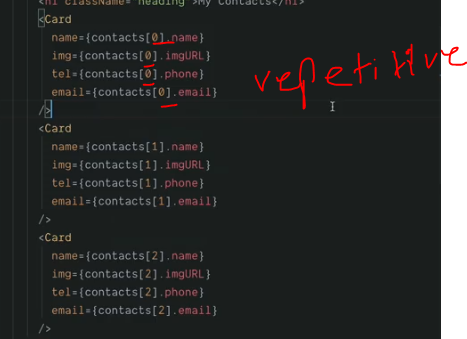 <h1 className="heading">My Contacts</h1>
<Card
name={contacts[0].name}
img={contacts[0].imgURL}
tel={contacts[0].phone}
email={contacts[0].email}
/>
repetitive
<Card
name={contacts[1].name}
img={contacts[1].imgURL}
tel={contacts[1].phone}
email={contacts[1].email}
/>
<Card
name={contacts[2].name}
img={contacts[2].imgURL}
tel={contacts[2].phone}
email={contacts[2].email}
/>